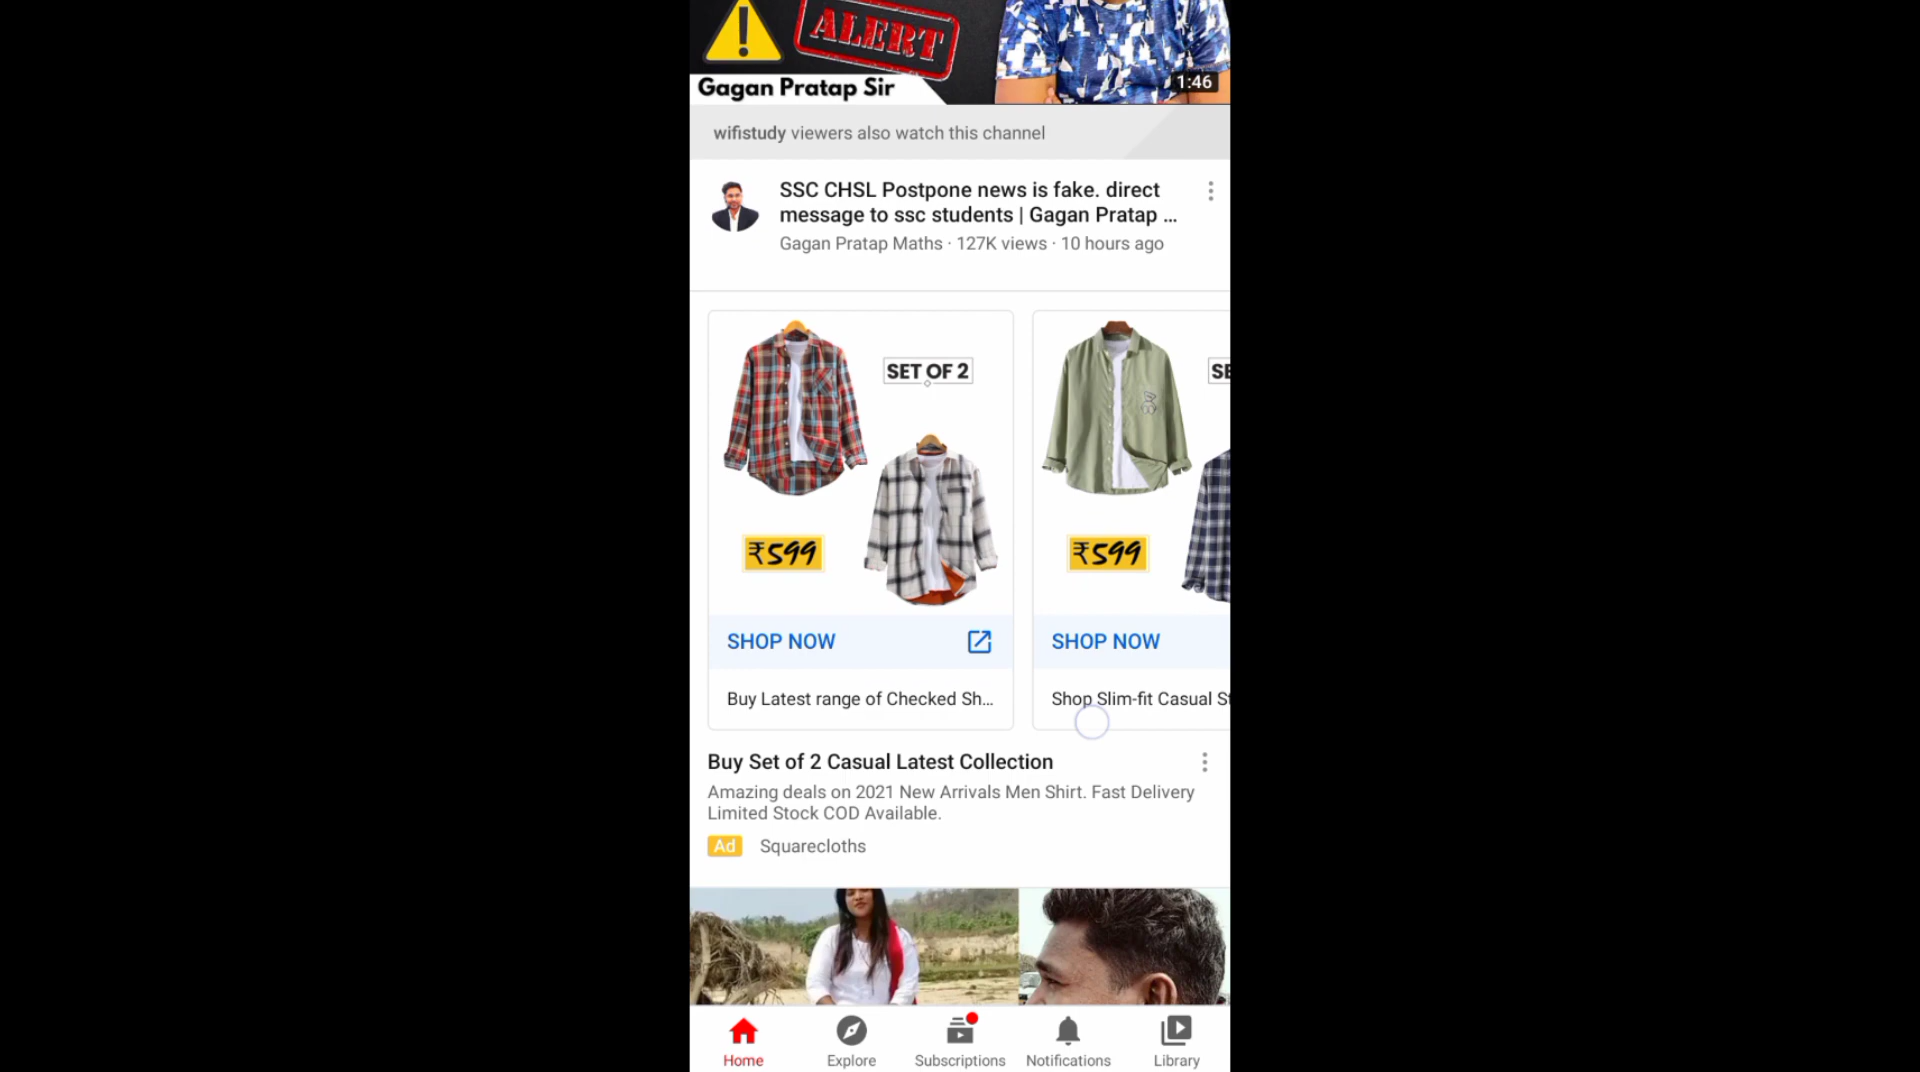 ALERT
Gagan Pratap Sir
1:46
wifistudy viewers also watch this channel
SSC CHSL Postpone news is fake. direct
message to ssc students | Gagan Pratap ...
Gagan Pratap Maths · 127K views · 10 hours ago
SET OF 2
SE
₹599
₹599
SHOP NOW
SHOP NOW
Buy Latest range of Checked Sh...
Shop Slim-fit Casual S
Buy Set of 2 Casual Latest Collection
Amazing deals on 2021 New Arrivals Men Shirt. Fast Delivery
Limited Stock COD Available.
Ad Squarecloths
Home
Explore
Subscriptions
Notifications
Library